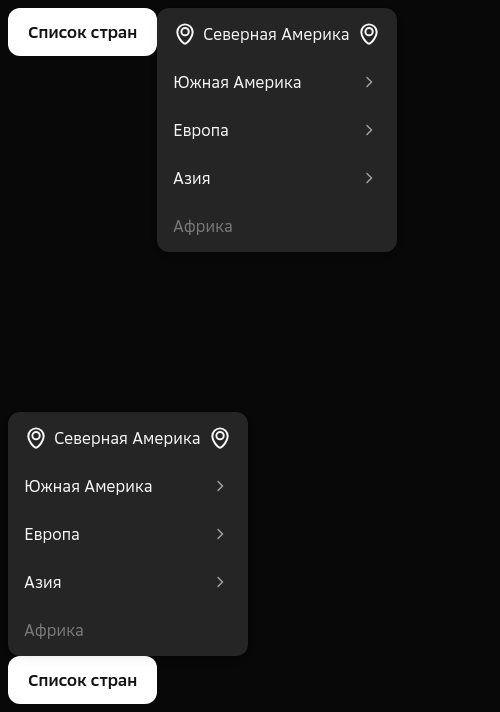 Список стран
Северная Америка
Южная Америка
Европа
Азия
Африка
Северная Америка
Южная Америка
Европа
Азия
Африка
Список стран